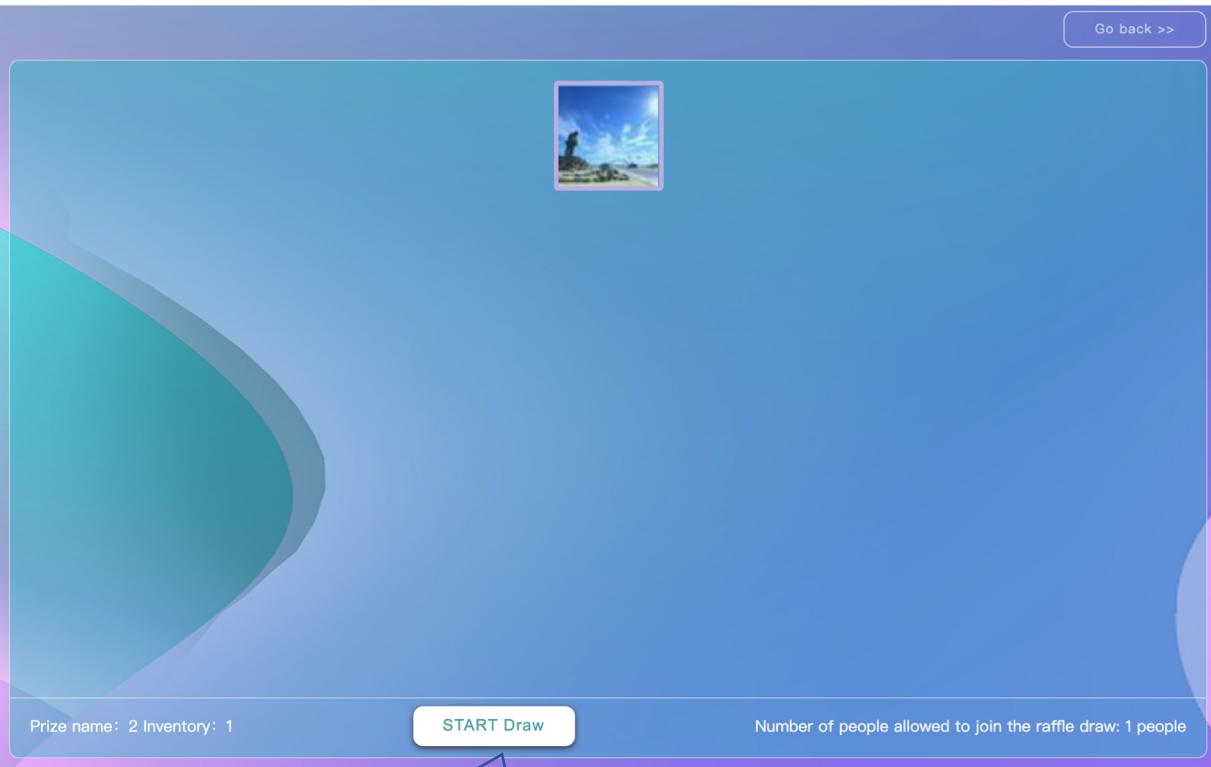 Go back >>
Prize name：2 Inventory：1
START Draw
Number of people allowed to join the raffle draw: 1 people